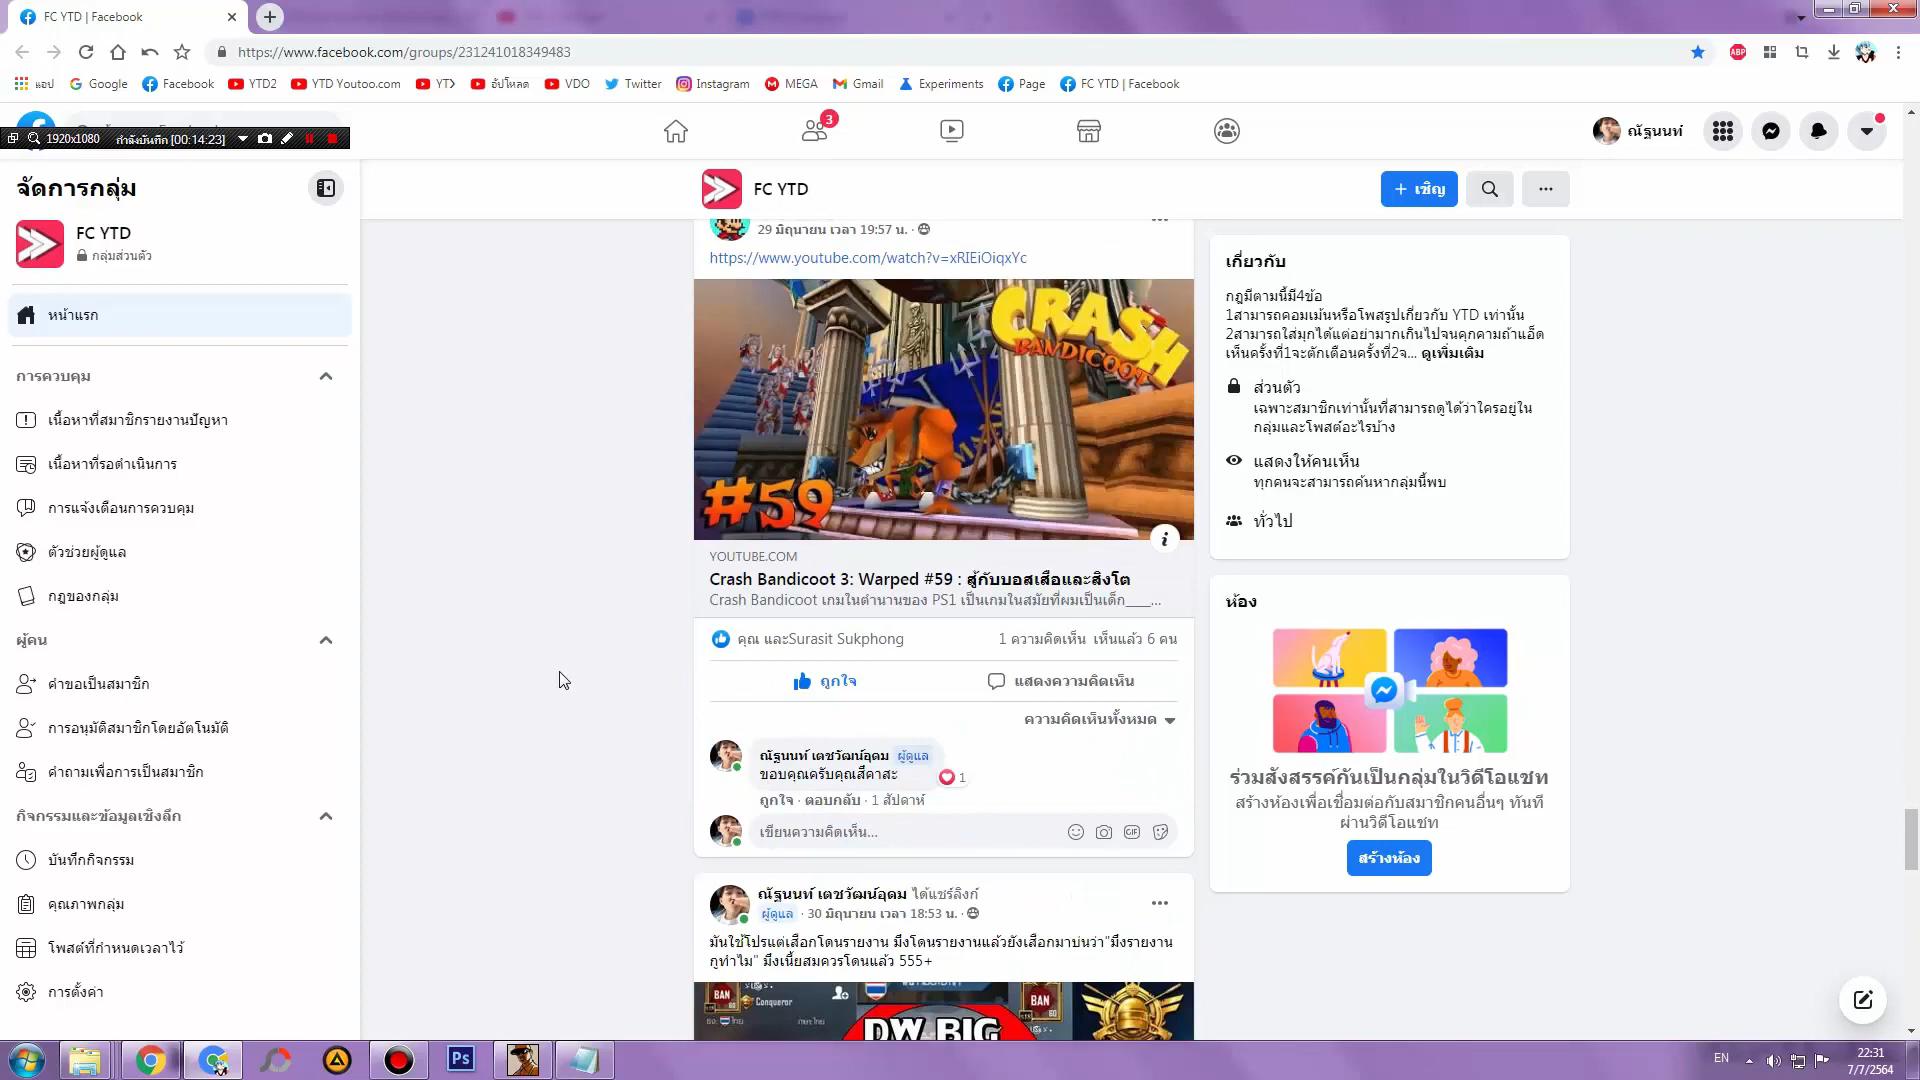 FC YTD | Facebook
https://www.facebook.com/groups/231241018349483
ABP
แอป
Google
Facebook
YTD2
YTD Youtoo.com
YT>
อัปโหลด
VDO
Twitter
Instagram
MEGA
Gmail
Experiments
Page
FC YTD | Facebook
1920x1080
กำลังบันทึก [00:14:23]
3
ณัฐนนท์
จัดการกลุ่ม
FC YTD
กลุ่มส่วนตัว
หน้าแรก
การควบคุม
เนื้อหาที่สมาชิกรายงานปัญหา
เนื้อหาที่รอดำเนินการ
การแจ้งเตือนการควบคุม
ตัวช่วยผู้ดูแล
กฎของกลุ่ม
ผู้คน
คำขอเป็นสมาชิก
การอนุมัติสมาชิกโดยอัตโนมัติ
คำถามเพื่อการเป็นสมาชิก
กิจกรรมและข้อมูลเชิงลึก
บันทึกกิจกรรม
คุณภาพกลุ่ม
โพสต์ที่กำหนดเวลาไว้
การตั้งค่า
FC YTD
+ เชิญ
29 มิถุนายน เวลา 19:57 น.
https://www.youtube.com/watch?v=xRIEiOiqxYc
CRASH
BANDICOOT
#59
YOUTUBE.COM
Crash Bandicoot 3: Warped #59 : สู้กับบอสเสือและสิงโต
Crash Bandicoot เกมในตำนานของ PS1 เป็นเกมในสมัยที่ผมเป็นเด็ก____...
คุณ และSurasit Sukphong
1 ความคิดเห็น เห็นแล้ว 6 คน
ถูกใจ
แสดงความคิดเห็น
ความคิดเห็นทั้งหมด
ณัฐนนท์ เตชวัฒน์อุดม ผู้ดูแล
ขอบคุณครับคุณสีคาสะ
1
ถูกใจ · ตอบกลับ · 1 สัปดาห์
เขียนความคิดเห็น...
GIF
ณัฐนนท์ เตชวัฒน์อุดม ได้แชร์ลิงก์
ผู้ดูแล · 30 มิถุนายน เวลา 18:53 น.
มันใช้โปรแต่เสือกโดนรายงาน มึงโดนรายงานแล้วยังเสือกมาบ่นว่า"มึงรายงาน
กูทำไม" มึงเนี้ยสมควรโดนแล้ว 555+
BAN
Conqueror
DW BIG
BAN
เกี่ยวกับ
กฎมีตามนี้มี4ข้อ
1สามารถคอมเม้นหรือโพสรูปเกี่ยวกับ YTD เท่านั้น
2สามารถใส่มุกได้แต่อย่ามากเกินไปจนคุกคามถ้าแอ็ด
เห็นครั้งที่1จะตักเตือนครั้งที่2จ... ดูเพิ่มเติม
ส่วนตัว
เฉพาะสมาชิกเท่านั้นที่สามารถดูได้ว่าใครอยู่ใน
กลุ่มและโพสต์อะไรบ้าง
แสดงให้คนเห็น
ทุกคนจะสามารถค้นหากลุ่มนี้พบ
ทั่วไป
ห้อง
ร่วมสังสรรค์กันเป็นกลุ่มในวิดีโอแชท
สร้างห้องเพื่อเชื่อมต่อกับสมาชิกคนอื่นๆ ทันที
ผ่านวิดีโอแชท
สร้างห้อง
Ps
EN
22:31
7/7/2564